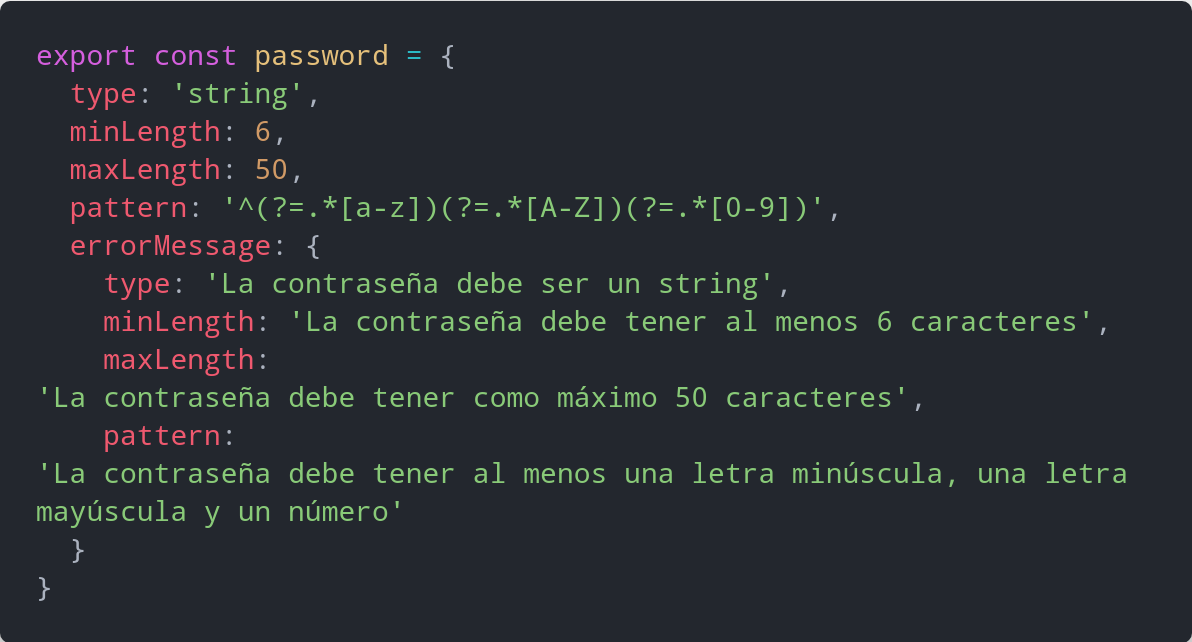 export const password = {
  type: 'string',
  minLength: 6,
  maxLength: 50,
  pattern: '^(?=.*[a-z])(?=.*[A-Z])(?=.*[0-9])',
  errorMessage: {
    type: 'La contraseña debe ser un string',
    minLength: 'La contraseña debe tener al menos 6 caracteres',
    maxLength:
'La contraseña debe tener como máximo 50 caracteres',
    pattern:
'La contraseña debe tener al menos una letra minúscula, una letra
mayúscula y un número'
  }
}